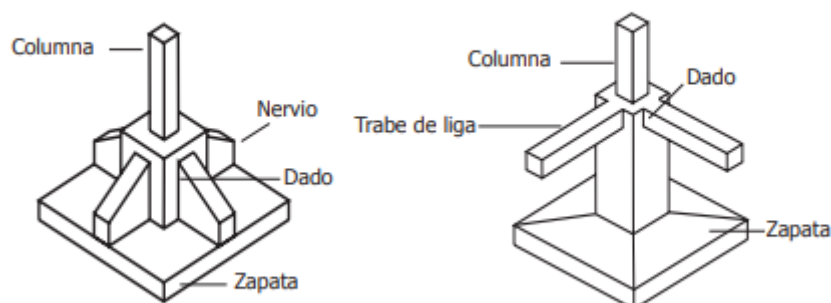 Columna
Nervio
Dado
Zapata
Columna
Dado
Trabe de liga
Zapata